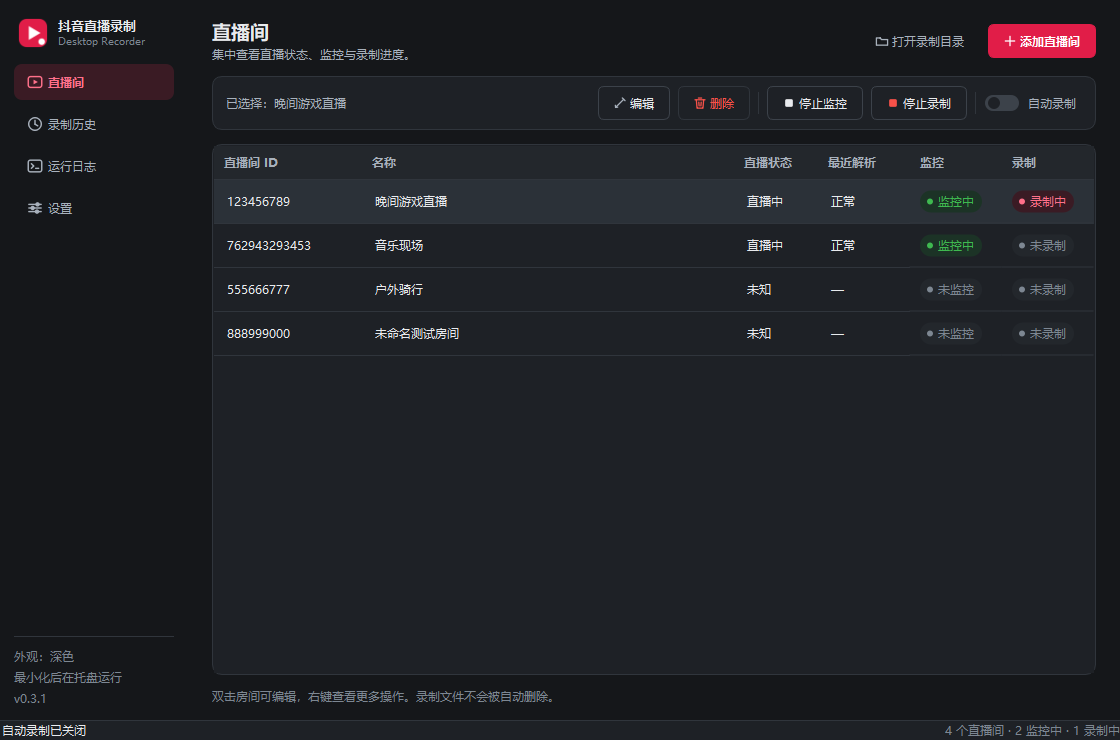 抖音直播录制
Desktop Recorder
直播间
录制历史
运行日志
设置
外观：深色
最小化后在托盘运行
v0.3.1
直播间
集中查看直播状态、监控与录制进度。
打开录制目录
添加直播间
已选择：晚间游戏直播
编辑
删除
停止监控
停止录制
自动录制
直播间 ID 名称 直播状态 最近解析 监控 录制
123456789 晚间游戏直播 直播中 正常 监控中 录制中
762943293453 音乐现场 直播中 正常 监控中 未录制
555666777 户外骑行 未知 — 未监控 未录制
888999000 未命名测试房间 未知 — 未监控 未录制
双击房间可编辑，右键查看更多操作。录制文件不会被自动删除。
自动录制已关闭
4 个直播间 · 2 监控中 · 1 录制中